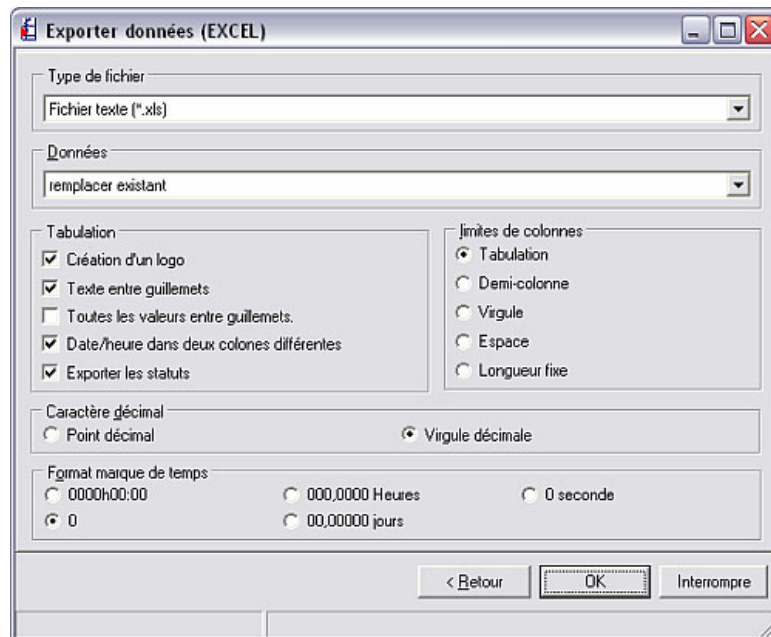 Exporter données (EXCEL)
Type de fichier
Fichier texte (*.xls)
Données
remplacer existant
Tabulation
Création d'un logo
Texte entre guillemets
Toutes les valeurs entre guillemets.
Date/heure dans deux colones différentes
Exporter les statuts
limites de colonnes
Tabulation
Demi-colonne
Virgule
Espace
Longueur fixe
Caractère décimal
Point décimal
Virgule décimale
Format marque de temps
0000h00:00
000,0000 Heures
0 seconde
0
00,00000 jours
< Retour
OK
Interrompre